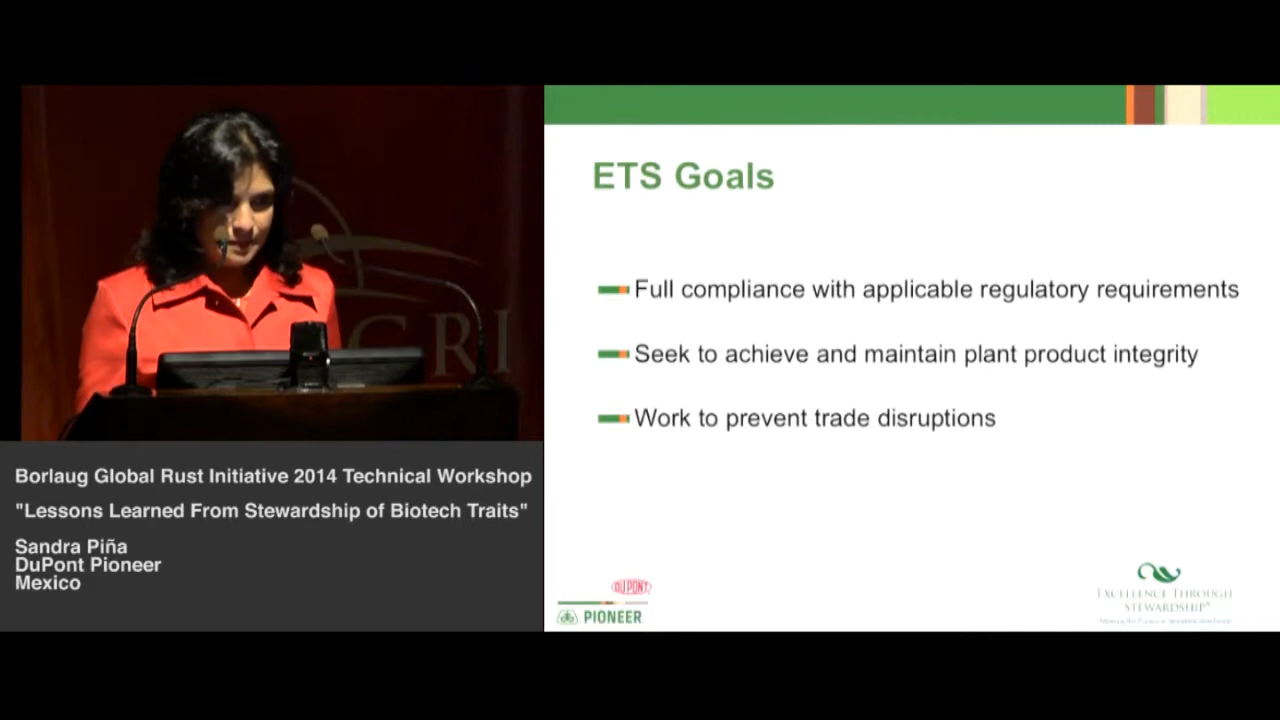 GRI
Borlaug Global Rust Initiative 2014 Technical Workshop
"Lessons Learned From Stewardship of Biotech Traits"
Sandra Piña
DuPont Pioneer
Mexico
ETS Goals
Full compliance with applicable regulatory requirements
Seek to achieve and maintain plant product integrity
Work to prevent trade disruptions
DUPONT
PIONEER
EXCELLENCE THROUGH
STEWARDSHIP